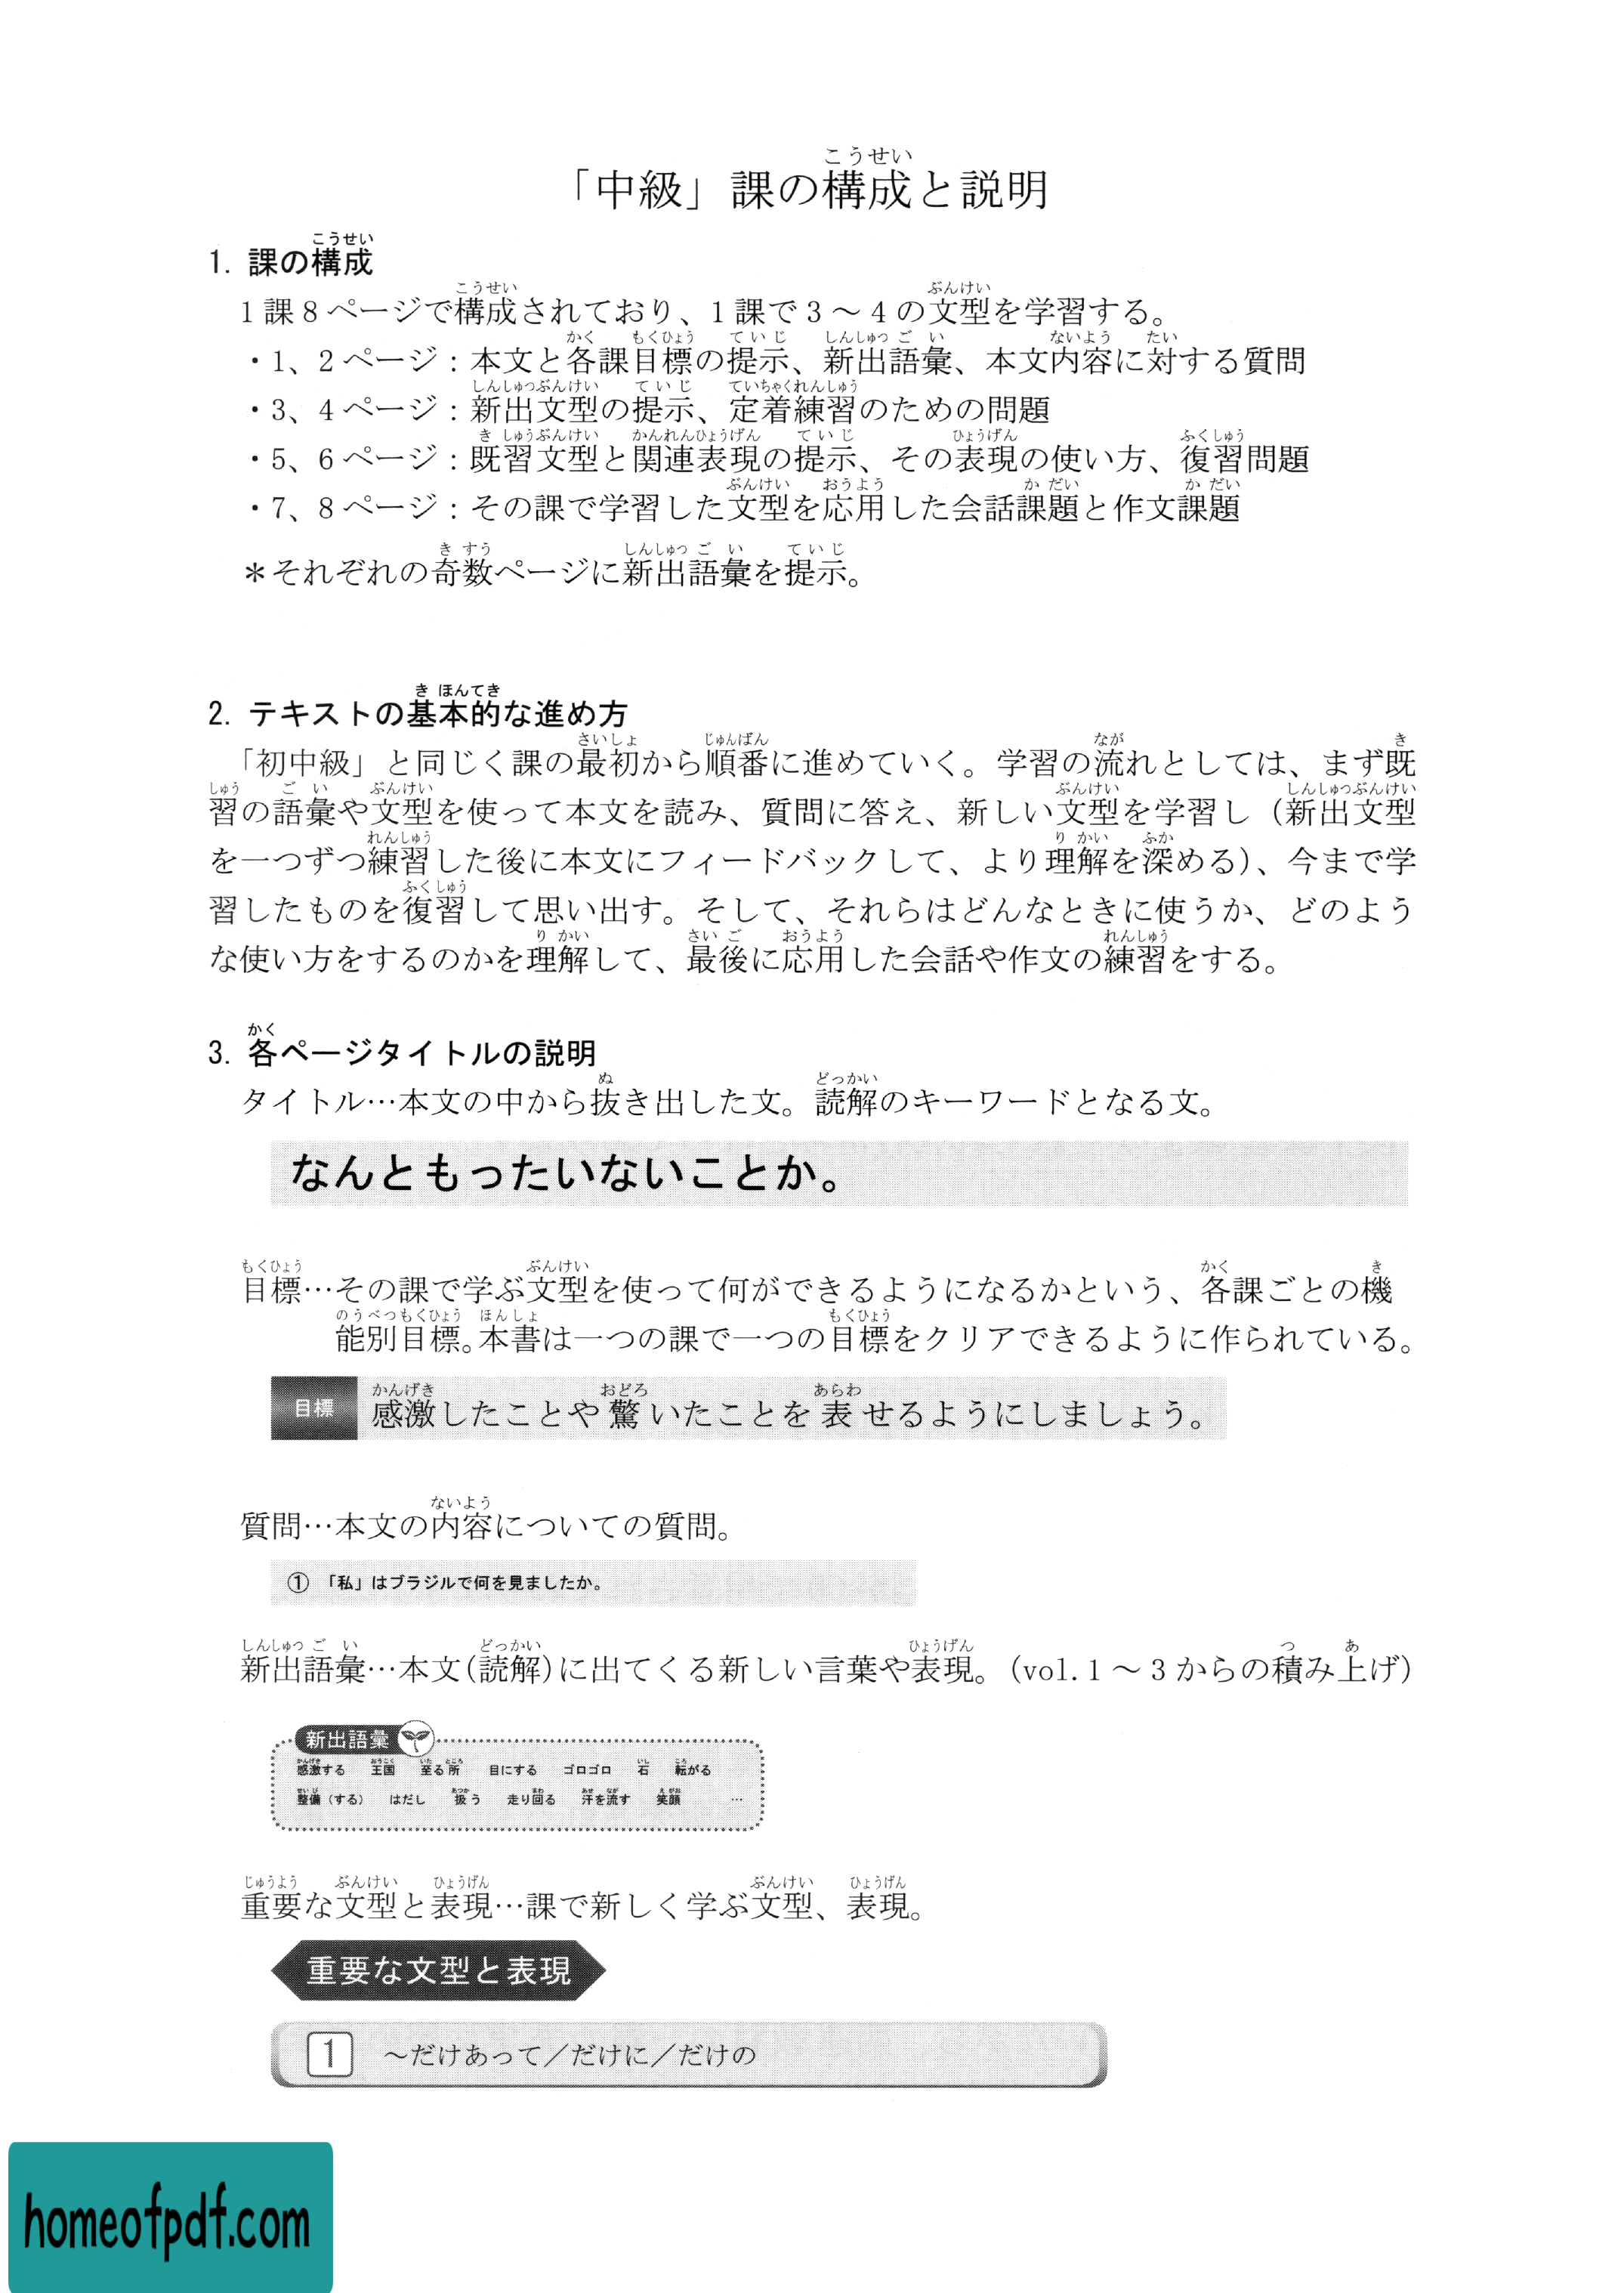 「中級」課の構成と説明
1. 課の構成
1課8ページで構成されており、1課で3～4の文型を学習する。
・1、2ページ：本文と各課目標の提示、新出語彙、本文内容に対する質問
・3、4ページ：新出文型の提示、定着練習のための問題
・5、6ページ：既習文型と関連表現の提示、その表現の使い方、復習問題
・7、8ページ：その課で学習した文型を応用した会話課題と作文課題
＊それぞれの奇数ページに新出語彙を提示。
2. テキストの基本的な進め方
「初中級」と同じく課の最初から順番に進めていく。学習の流れとしては、まず既
習の語彙や文型を使って本文を読み、質問に答え、新しい文型を学習し（新出文型
を一つずつ練習した後に本文にフィードバックして、より理解を深める）、今まで学
習したものを復習して思い出す。そして、それらはどんなときに使うか、どのよう
な使い方をするのかを理解して、最後に応用した会話や作文の練習をする。
3. 各ページタイトルの説明
タイトル…本文の中から抜き出した文。読解のキーワードとなる文。
なんともったいないことか。
目標…その課で学ぶ文型を使って何ができるようになるかという、各課ごとの機
能別目標。本書は一つの課で一つの目標をクリアできるように作られている。
目標 感激したことや驚いたことを表せるようにしましょう。
質問…本文の内容についての質問。
① 「私」はブラジルで何を見ましたか。
新出語彙…本文（読解）に出てくる新しい言葉や表現。（vol.1～3からの積み上げ）
新出語彙
感激する 王国 至る所 目にする ゴロゴロ 石 転がる
整備（する） はだし 扱う 走り回る 汗を流す 笑顔 …
重要な文型と表現…課で新しく学ぶ文型、表現。
重要な文型と表現
1 ～だけあって／だけに／だけの
homeofpdf.com